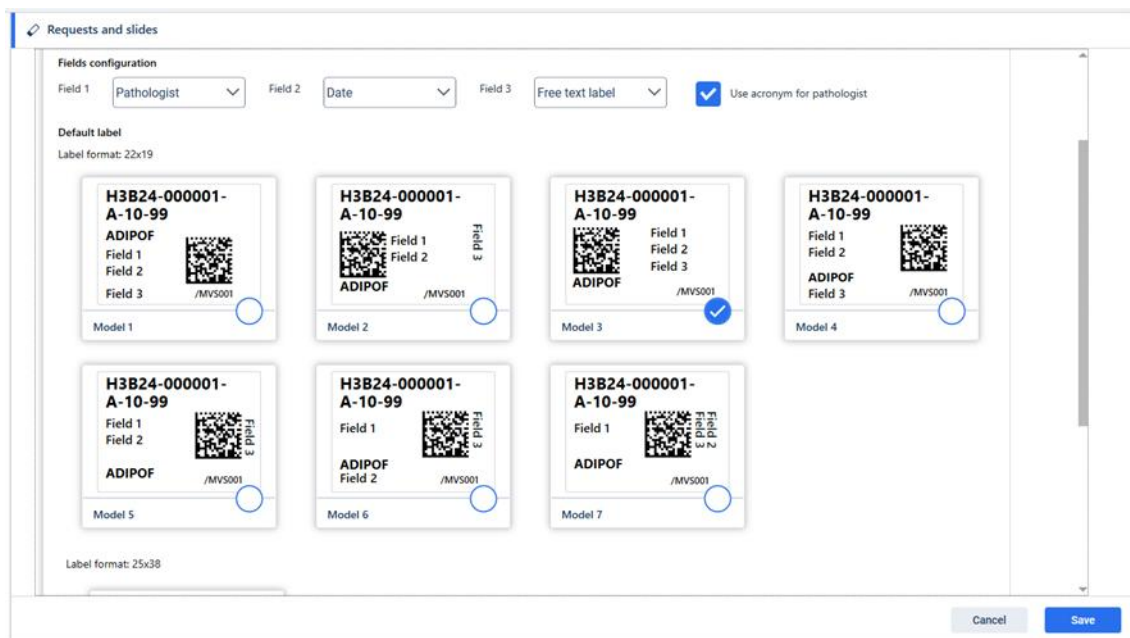 Requests and slides
Fields configuration
Field 1 Pathologist Field 2 Date Field 3 Free text label Use acronym for pathologist
Default label
Label format: 22x19
H3B24-000001-
A-10-99
ADIPOF
Field 1
Field 2
Field 3
/MVS001
Model 1
H3B24-000001-
A-10-99
Field 1
Field 2
Field 3
ADIPOF
/MVS001
Model 2
H3B24-000001-
A-10-99
Field 1
Field 2
Field 3
ADIPOF
/MVS001
Model 3
H3B24-000001-
A-10-99
Field 1
Field 2
ADIPOF
Field 3
/MVS001
Model 4
H3B24-000001-
A-10-99
Field 1
Field 2
Field 3
ADIPOF
/MVS001
Model 5
H3B24-000001-
A-10-99
Field 1
Field 3
ADIPOF
Field 2
/MVS001
Model 6
H3B24-000001-
A-10-99
Field 1
Field 2
Field 3
ADIPOF
/MVS001
Model 7
Label format: 25x38
Cancel Save